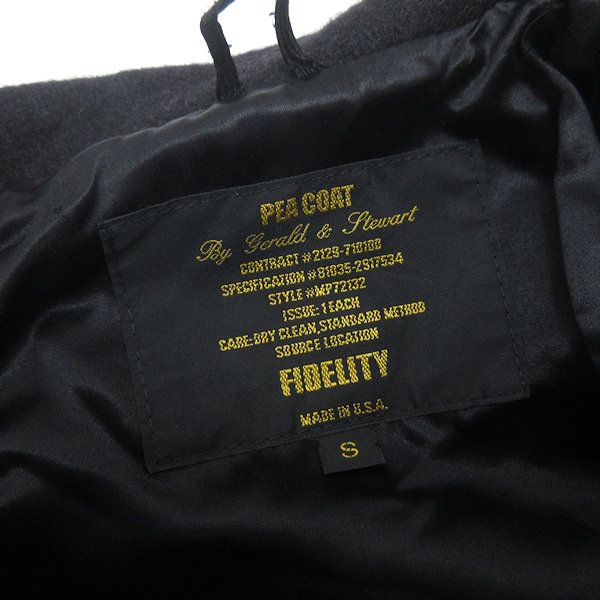 PEA COAT
By Gerald & Stewart
CONTRACT #2129-710100
SPECIFICATION #81035-2917534
STYLE #MP72132
ISSUE: 1 EACH
CARE:DRY CLEAN,STANDARD METHOD
SOURCE LOCATION
FIDELITY
MADE IN U.S.A.
S